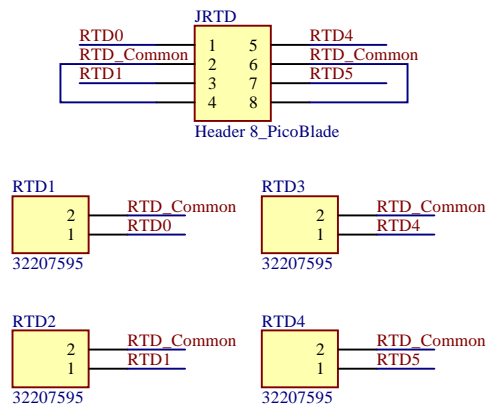 JRTD
RTD0 1 5 RTD4
RTD_Common 2 6 RTD_Common
RTD1 3 7 RTD5
4 8
Header 8_PicoBlade
RTD1
2 RTD_Common
1 RTD0
32207595
RTD3
2 RTD_Common
1 RTD4
32207595
RTD2
2 RTD_Common
1 RTD1
32207595
RTD4
2 RTD_Common
1 RTD5
32207595